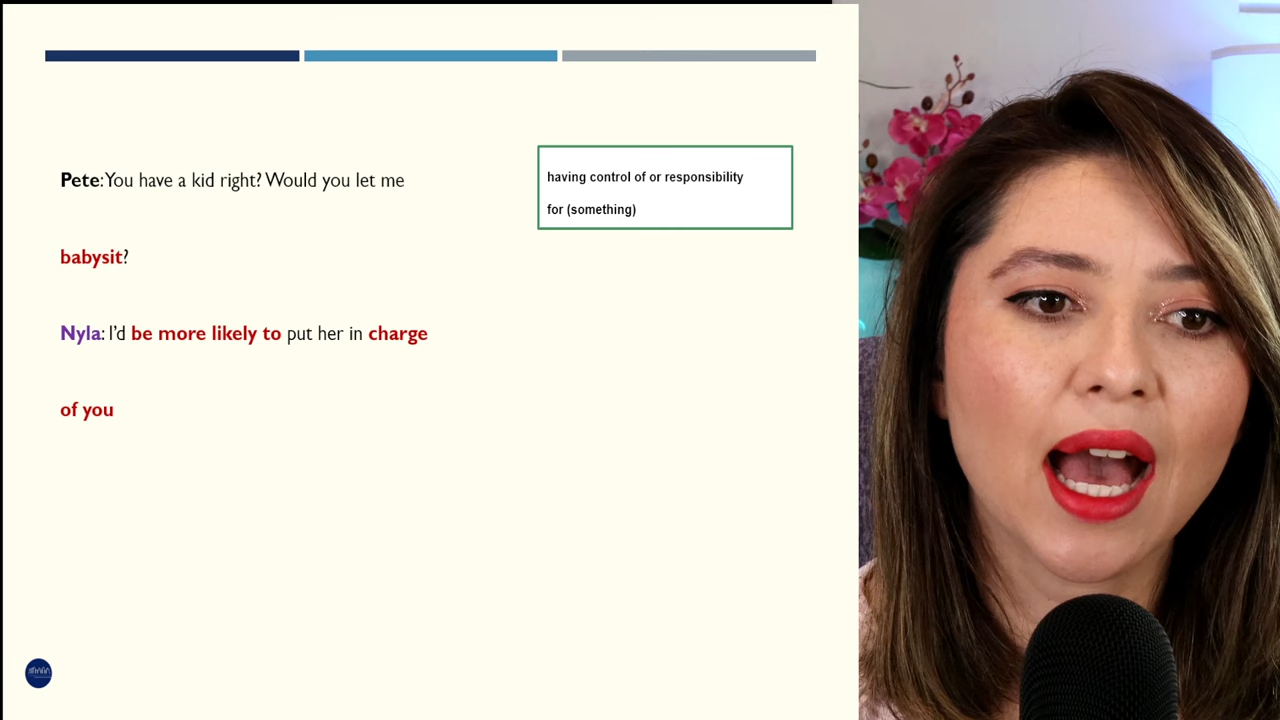 Pete: You have a kid right? Would you let me
babysit?
Nyla: I'd be more likely to put her in charge
of you
having control of or responsibility
for (something)